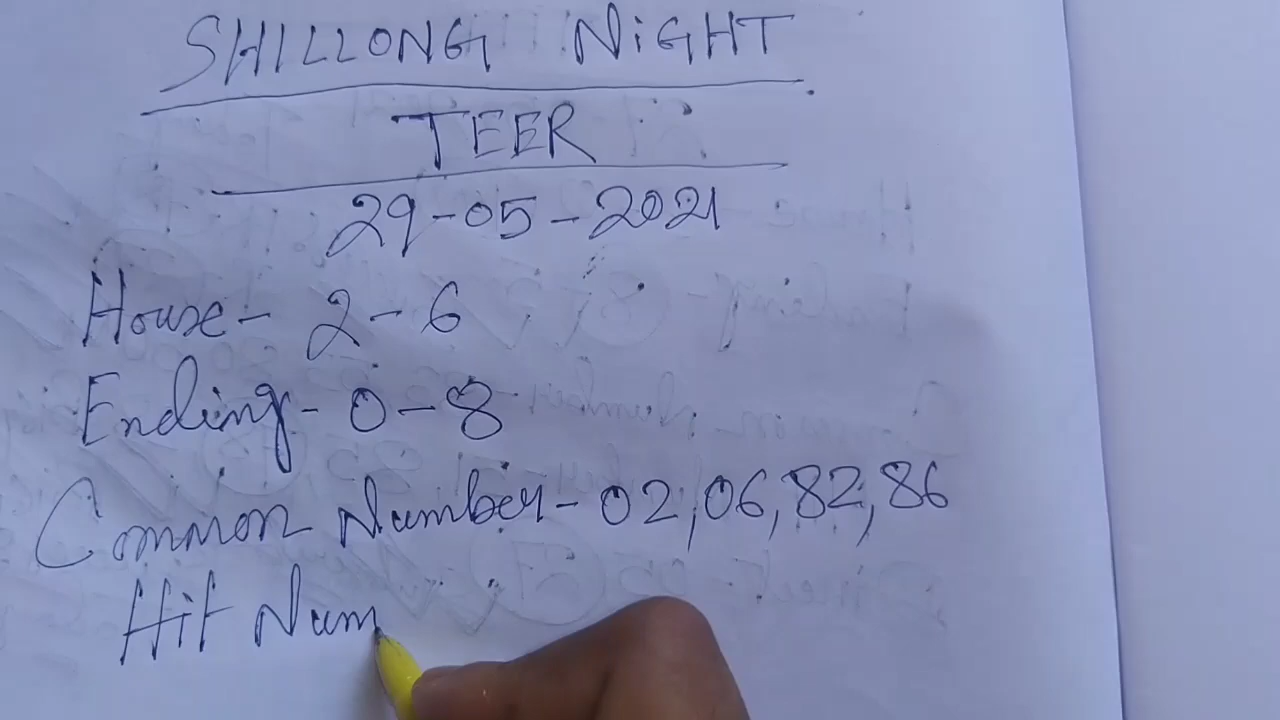 SHILLONG NiGHT
TEER
29-05-2021
House- 2-6
Ending- 0-8
Common Number- 02,06,82,86
Hit Num